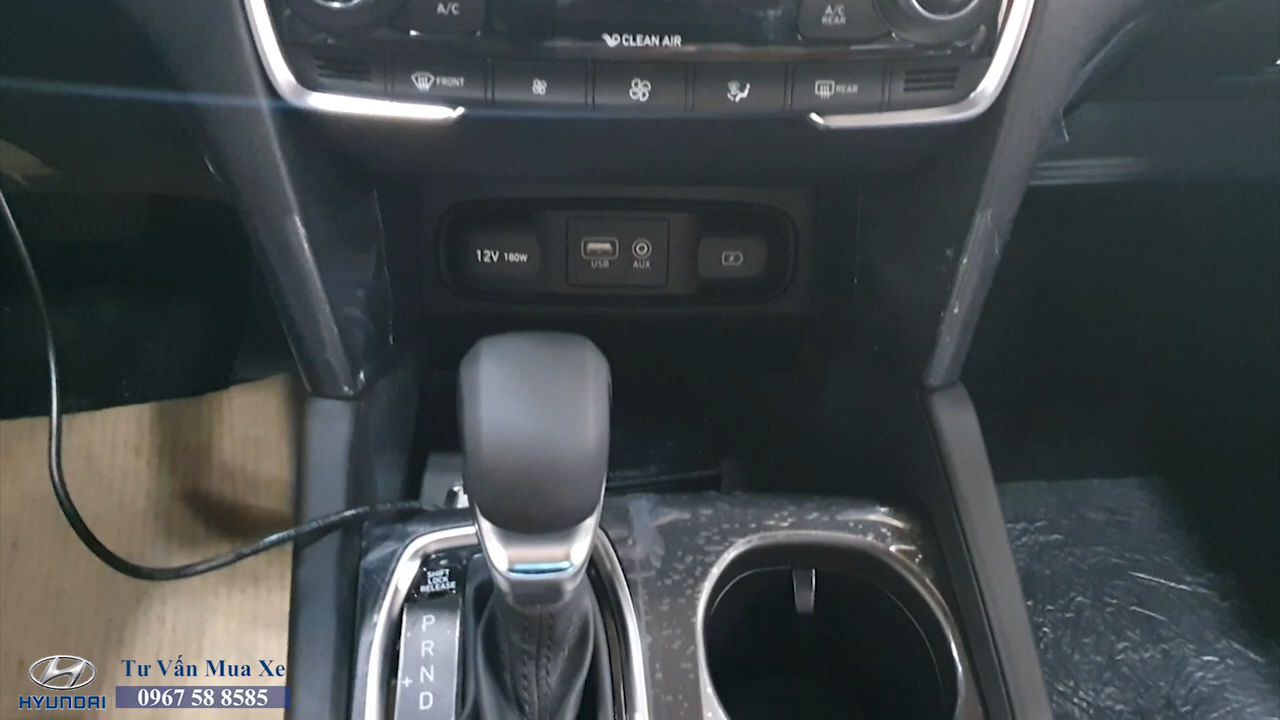 A/C
A/C
REAR
CLEAN AIR
FRONT
REAR
12V 180W
USB
AUX
SHIFT
LOCK
RELEASE
P
R
N
+ D
HYUNDAI
Tư Vấn Mua Xe
0967 58 8585